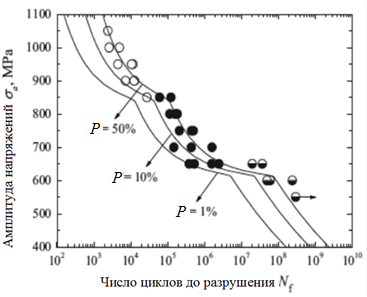 Амплитуда напряжений σa, MPa
1100
1000
900
800
700
600
500
400
P = 50%
P = 10%
P = 1%
10² 10³ 10⁴ 10⁵ 10⁶ 10⁷ 10⁸ 10⁹ 10¹⁰
Число циклов до разрушения Nf